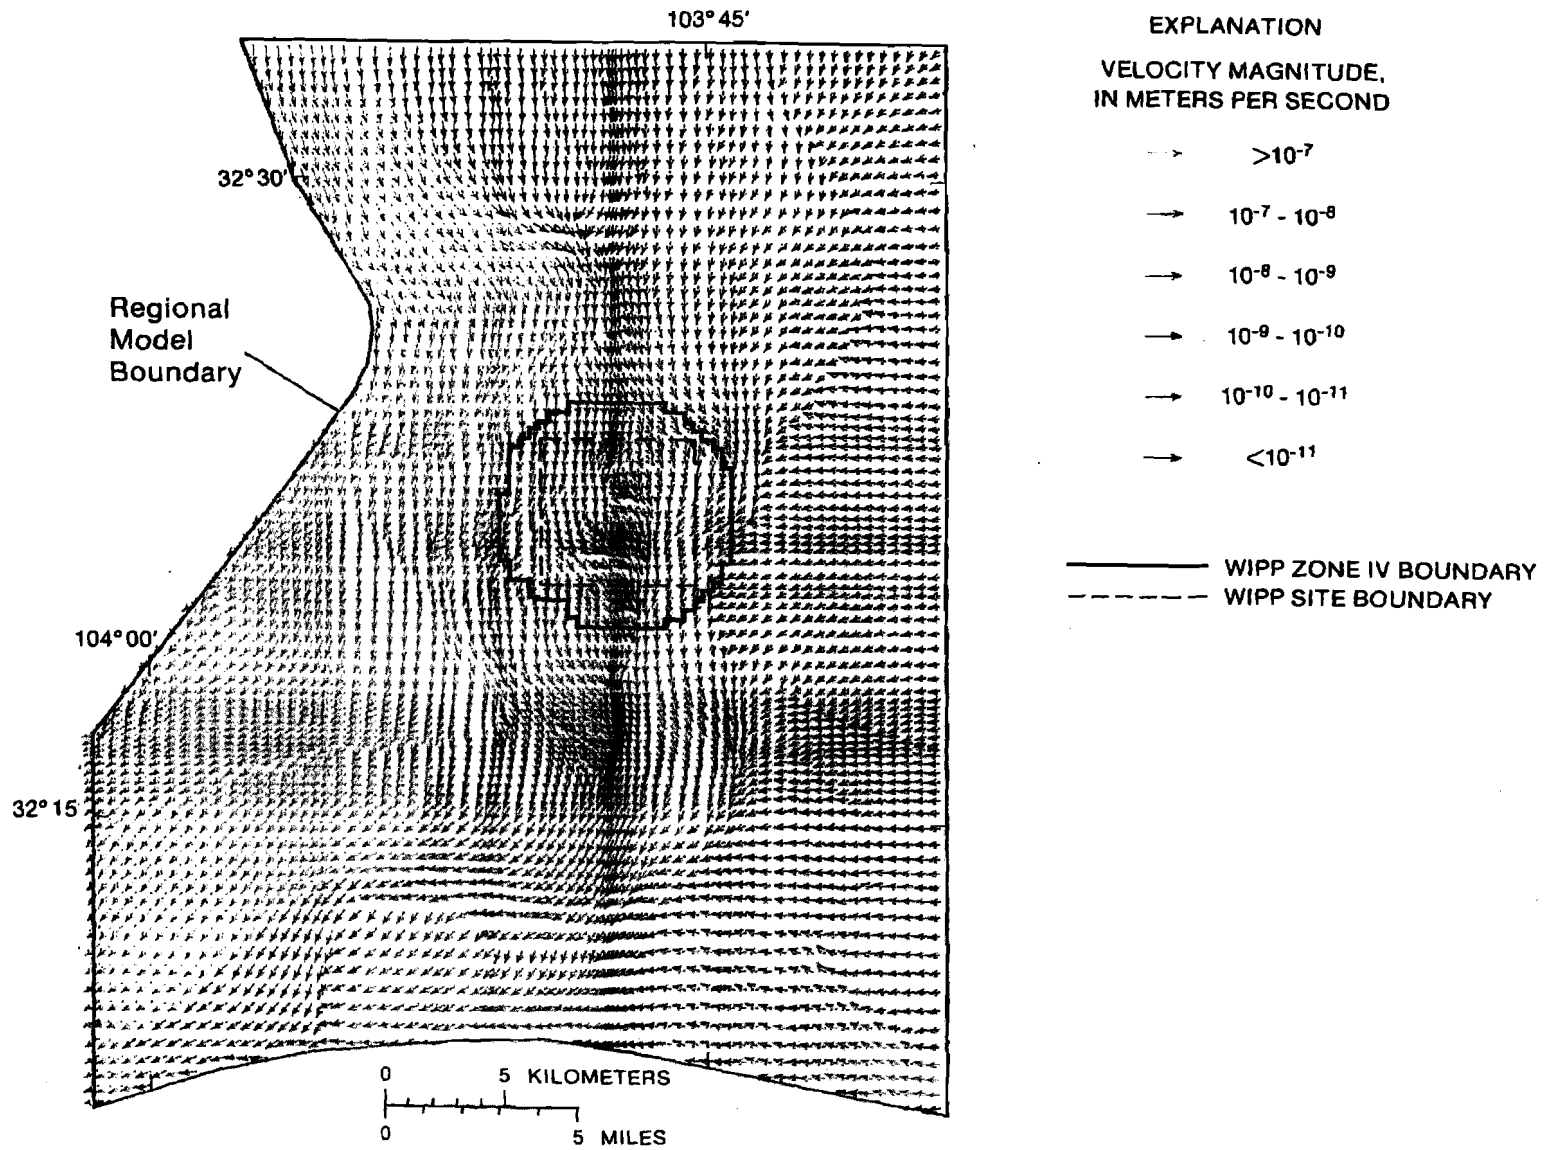 103°45'
32°30'
Regional
Model
Boundary
104°00'
32°15
0 5 KILOMETERS
0 5 MILES
EXPLANATION
VELOCITY MAGNITUDE,
IN METERS PER SECOND
>10⁻⁷
10⁻⁷ - 10⁻⁸
10⁻⁸ - 10⁻⁹
10⁻⁹ - 10⁻¹⁰
10⁻¹⁰ - 10⁻¹¹
<10⁻¹¹
WIPP ZONE IV BOUNDARY
WIPP SITE BOUNDARY